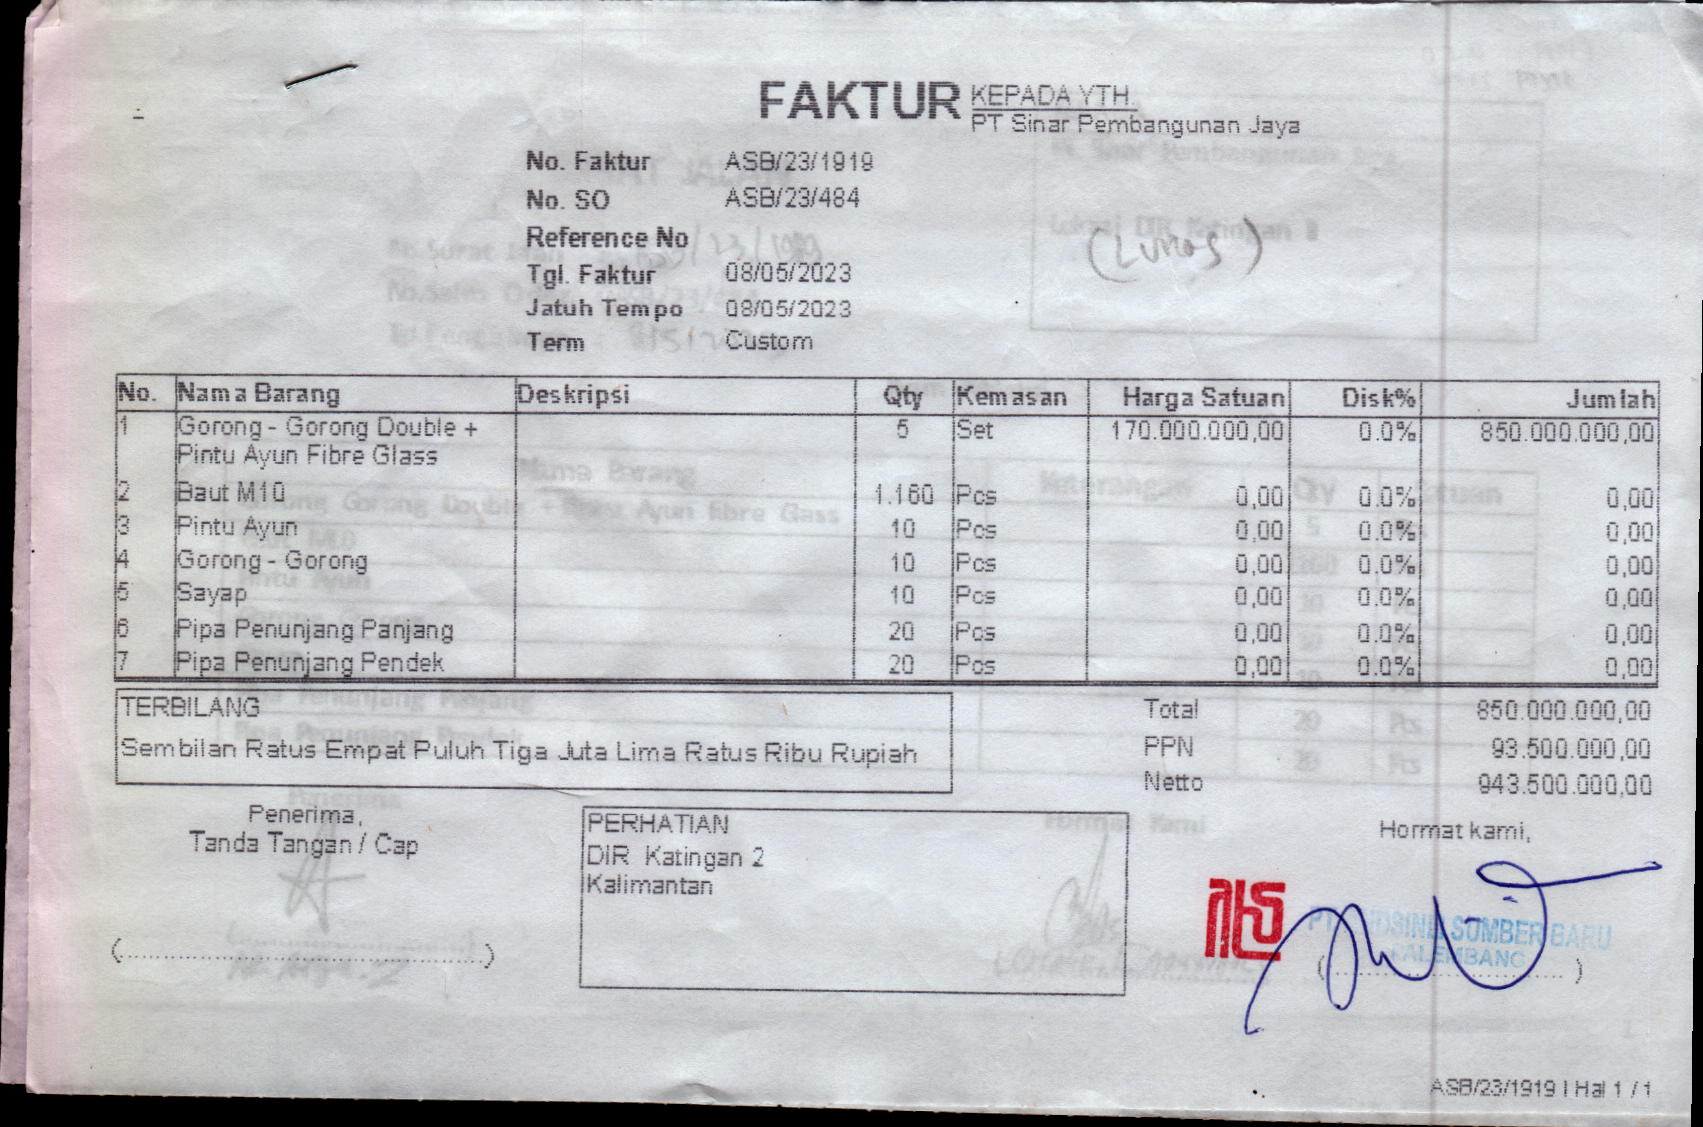 FAKTUR
KEPADA YTH.
PT Sinar Pembangunan Jaya
No. Faktur ASB/23/1919
No. SO ASB/23/484
Reference No
(Lunas)
Tgl. Faktur 08/05/2023
Jatuh Tempo 08/05/2023
Term Custom
No. Nama Barang Deskripsi Qty Kemasan Harga Satuan Disk% Jumlah
1 Gorong - Gorong Double + 5 Set 170.000.000,00 0.0% 850.000.000,00
Pintu Ayun Fibre Glass
2 Baut M10 1.160 Pcs 0,00 0.0% 0,00
3 Pintu Ayun 10 Pcs 0,00 0.0% 0,00
4 Gorong - Gorong 10 Pcs 0,00 0.0% 0,00
5 Sayap 10 Pcs 0,00 0.0% 0,00
6 Pipa Penunjang Panjang 20 Pcs 0,00 0.0% 0,00
7 Pipa Penunjang Pendek 20 Pcs 0,00 0.0% 0,00
TERBILANG
Sembilan Ratus Empat Puluh Tiga Juta Lima Ratus Ribu Rupiah
Total 850.000.000,00
PPN 93.500.000,00
Netto 943.500.000,00
Penerima,
Tanda Tangan / Cap
(..........................................)
PERHATIAN
DIR Katingan 2
Kalimantan
Hormat kami,
PT. SUMBER BARU
PALEMBANG
(..............................)
ASB/23/1919 | Hal 1 / 1